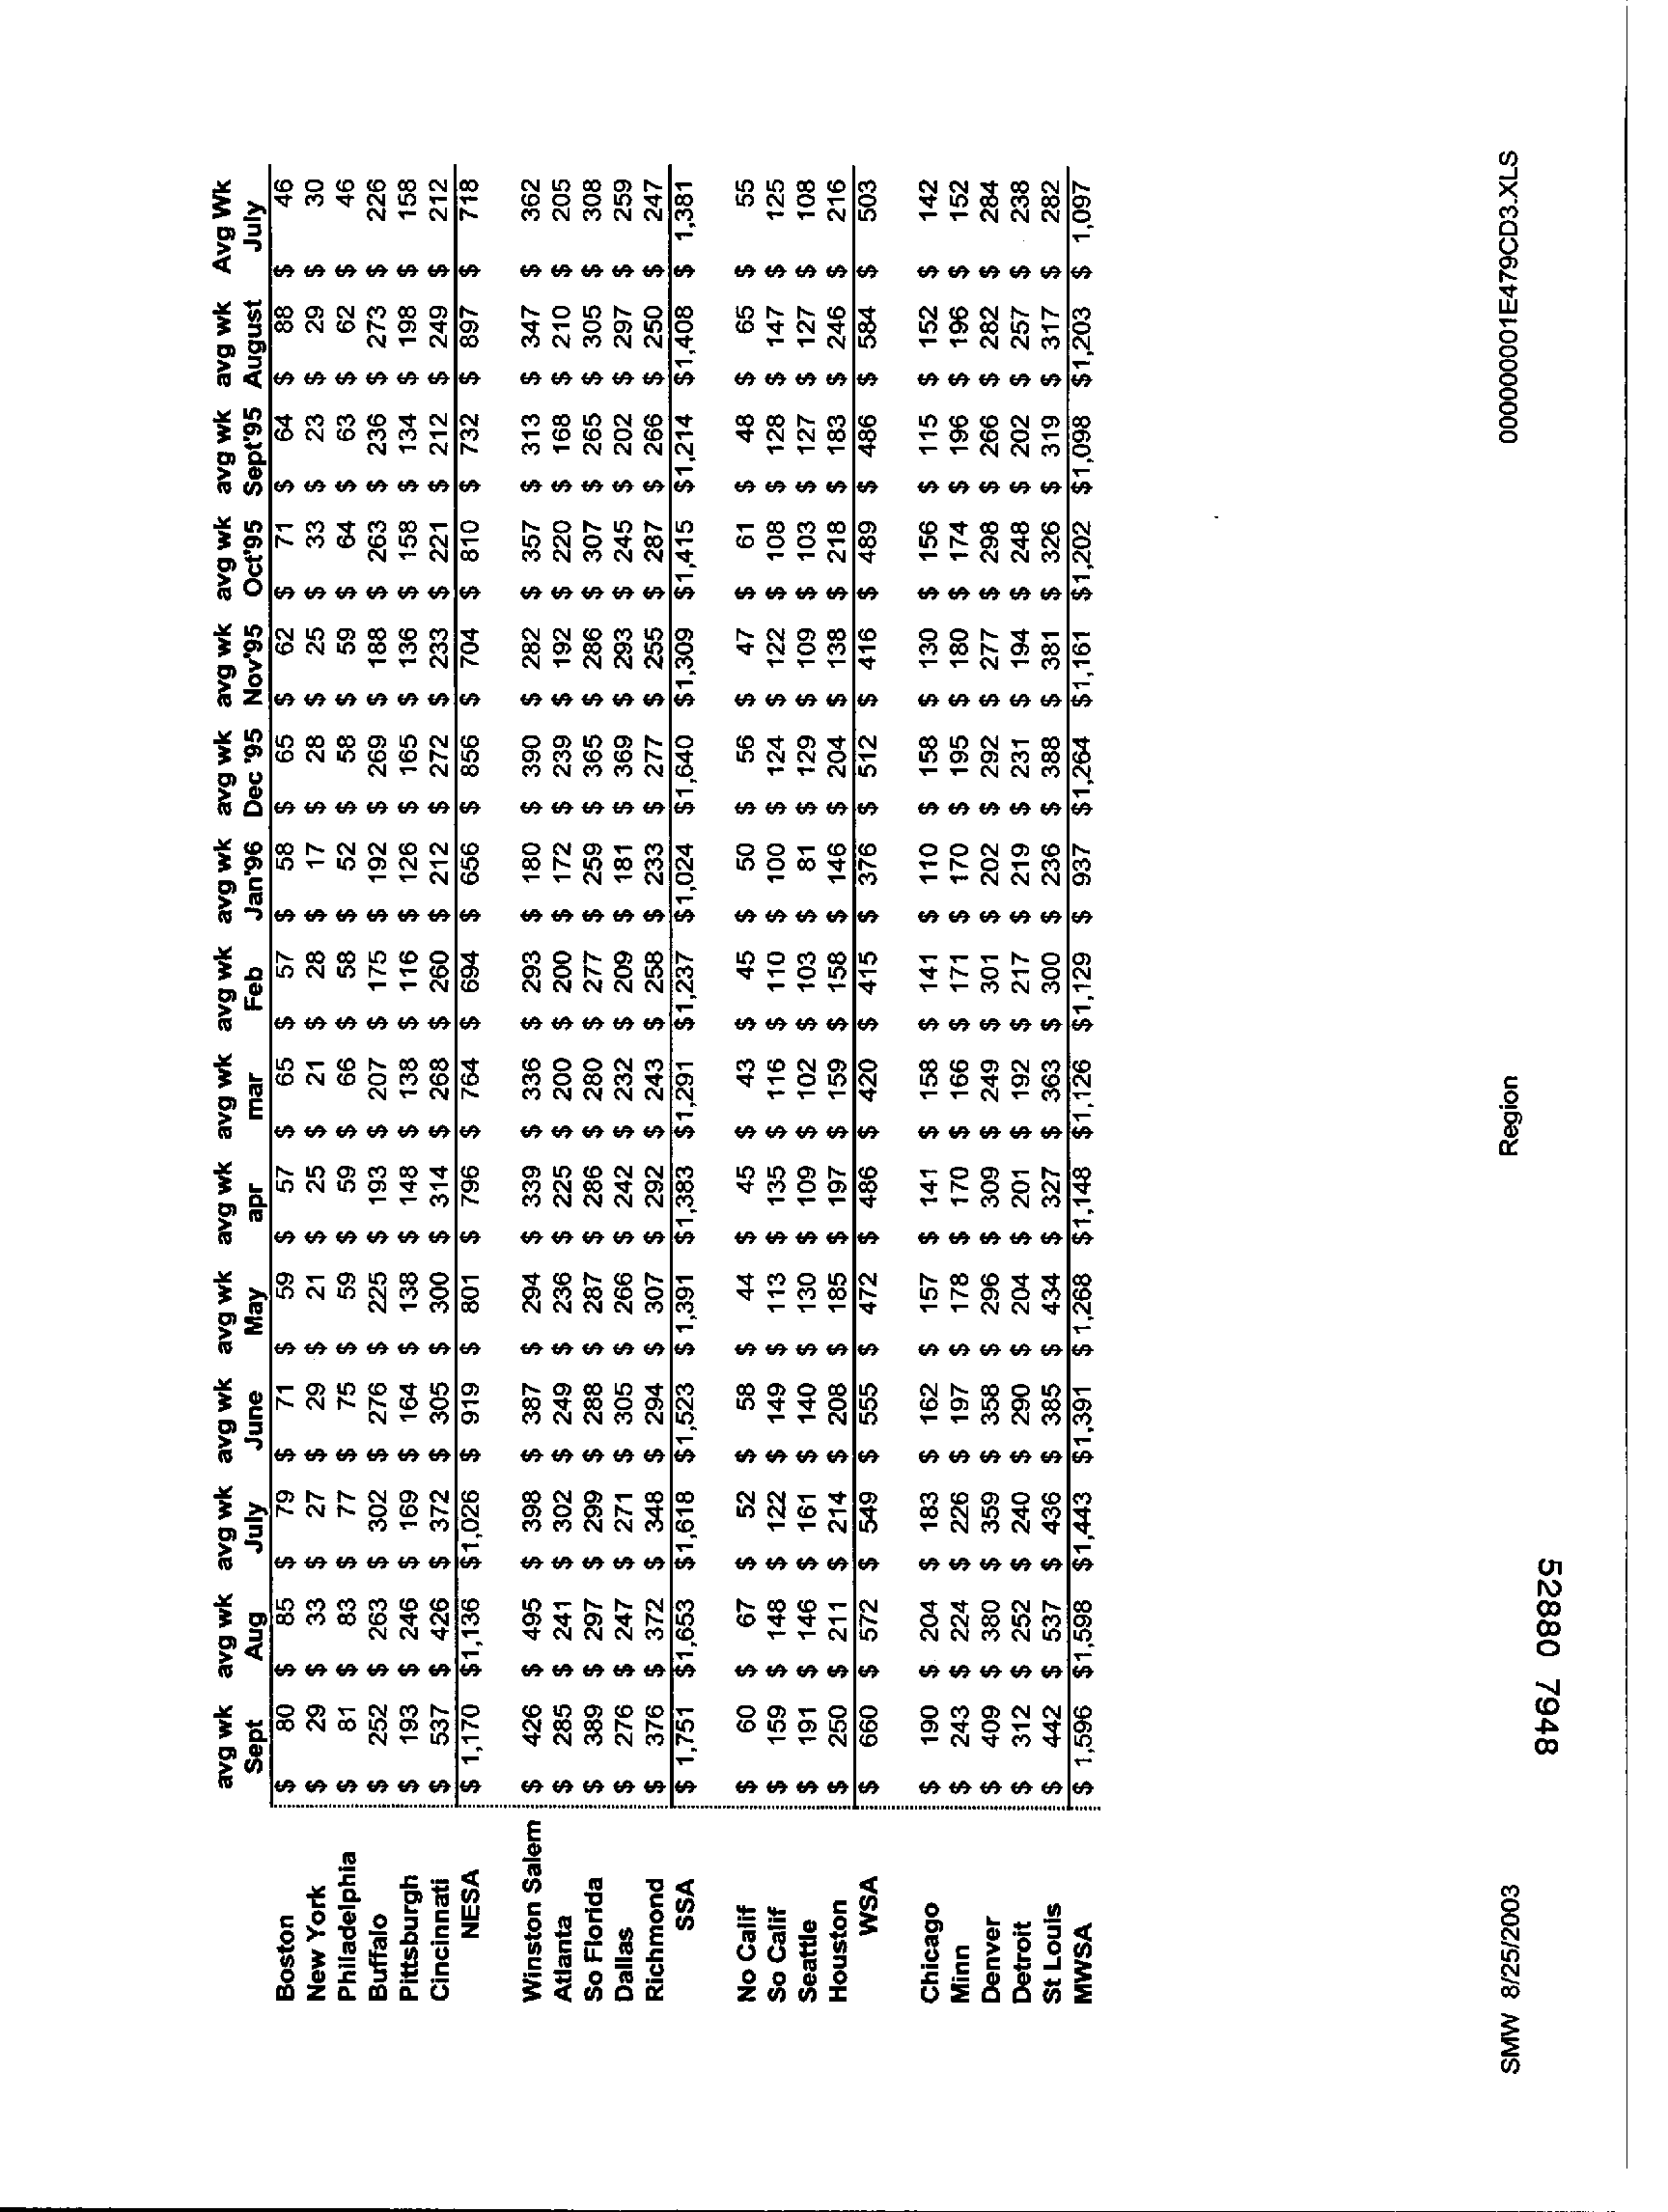 avg wk avg wk avg wk avg wk avg wk avg wk avg wk avg wk avg wk avg wk avg wk avg wk avg wk avg wk Avg Wk
Sept Aug July June May apr mar Feb Jan'96 Dec '95 Nov'95 Oct'95 Sept'95 August July
Boston $ 80 $ 85 $ 79 $ 71 $ 59 $ 57 $ 65 $ 57 $ 58 $ 65 $ 62 $ 71 $ 64 $ 88 $ 46
New York $ 29 $ 33 $ 27 $ 29 $ 21 $ 25 $ 21 $ 28 $ 17 $ 28 $ 25 $ 33 $ 23 $ 29 $ 30
Philadelphia $ 81 $ 83 $ 77 $ 75 $ 59 $ 59 $ 66 $ 58 $ 52 $ 58 $ 59 $ 64 $ 63 $ 62 $ 46
Buffalo $ 252 $ 263 $ 302 $ 276 $ 225 $ 193 $ 207 $ 175 $ 192 $ 269 $ 188 $ 263 $ 236 $ 273 $ 226
Pittsburgh $ 193 $ 246 $ 169 $ 164 $ 138 $ 148 $ 138 $ 116 $ 126 $ 165 $ 136 $ 158 $ 134 $ 198 $ 158
Cincinnati $ 537 $ 426 $ 372 $ 305 $ 300 $ 314 $ 268 $ 260 $ 212 $ 272 $ 233 $ 221 $ 212 $ 249 $ 212
NESA $ 1,170 $1,136 $1,026 $ 919 $ 801 $ 796 $ 764 $ 694 $ 656 $ 856 $ 704 $ 810 $ 732 $ 897 $ 718
Winston Salem $ 426 $ 495 $ 398 $ 387 $ 294 $ 339 $ 336 $ 293 $ 180 $ 390 $ 282 $ 357 $ 313 $ 347 $ 362
Atlanta $ 285 $ 241 $ 302 $ 249 $ 236 $ 225 $ 200 $ 200 $ 172 $ 239 $ 192 $ 220 $ 168 $ 210 $ 205
So Florida $ 389 $ 297 $ 299 $ 288 $ 287 $ 286 $ 280 $ 277 $ 259 $ 365 $ 286 $ 307 $ 265 $ 305 $ 308
Dallas $ 276 $ 247 $ 271 $ 305 $ 266 $ 242 $ 232 $ 209 $ 181 $ 369 $ 293 $ 245 $ 202 $ 297 $ 259
Richmond $ 376 $ 372 $ 348 $ 294 $ 307 $ 292 $ 243 $ 258 $ 233 $ 277 $ 255 $ 287 $ 266 $ 250 $ 247
SSA $ 1,751 $1,653 $1,618 $1,523 $ 1,391 $1,383 $1,291 $1,237 $1,024 $1,640 $1,309 $1,415 $1,214 $1,408 $ 1,381
No Calif $ 60 $ 67 $ 52 $ 58 $ 44 $ 45 $ 43 $ 45 $ 50 $ 56 $ 47 $ 61 $ 48 $ 65 $ 55
So Calif $ 159 $ 148 $ 122 $ 149 $ 113 $ 135 $ 116 $ 110 $ 100 $ 124 $ 122 $ 108 $ 128 $ 147 $ 125
Seattle $ 191 $ 146 $ 161 $ 140 $ 130 $ 109 $ 102 $ 103 $ 81 $ 129 $ 109 $ 103 $ 127 $ 127 $ 108
Houston $ 250 $ 211 $ 214 $ 208 $ 185 $ 197 $ 159 $ 158 $ 146 $ 204 $ 138 $ 218 $ 183 $ 246 $ 216
WSA $ 660 $ 572 $ 549 $ 555 $ 472 $ 486 $ 420 $ 415 $ 376 $ 512 $ 416 $ 489 $ 486 $ 584 $ 503
Chicago $ 190 $ 204 $ 183 $ 162 $ 157 $ 141 $ 158 $ 141 $ 110 $ 158 $ 130 $ 156 $ 115 $ 152 $ 142
Minn $ 243 $ 224 $ 226 $ 197 $ 178 $ 170 $ 166 $ 171 $ 170 $ 195 $ 180 $ 174 $ 196 $ 196 $ 152
Denver $ 409 $ 380 $ 359 $ 358 $ 296 $ 309 $ 249 $ 301 $ 202 $ 292 $ 277 $ 298 $ 266 $ 282 $ 284
Detroit $ 312 $ 252 $ 240 $ 290 $ 204 $ 201 $ 192 $ 217 $ 219 $ 231 $ 194 $ 248 $ 202 $ 257 $ 238
St Louis $ 442 $ 537 $ 436 $ 385 $ 434 $ 327 $ 363 $ 300 $ 236 $ 388 $ 381 $ 326 $ 319 $ 317 $ 282
MWSA $ 1,596 $1,598 $1,443 $1,391 $ 1,268 $1,148 $1,126 $1,129 $ 937 $1,264 $1,161 $1,202 $1,098 $1,203 $ 1,097
SMW 8/25/2003 Region 00000001E479CD3.XLS
52880 7948